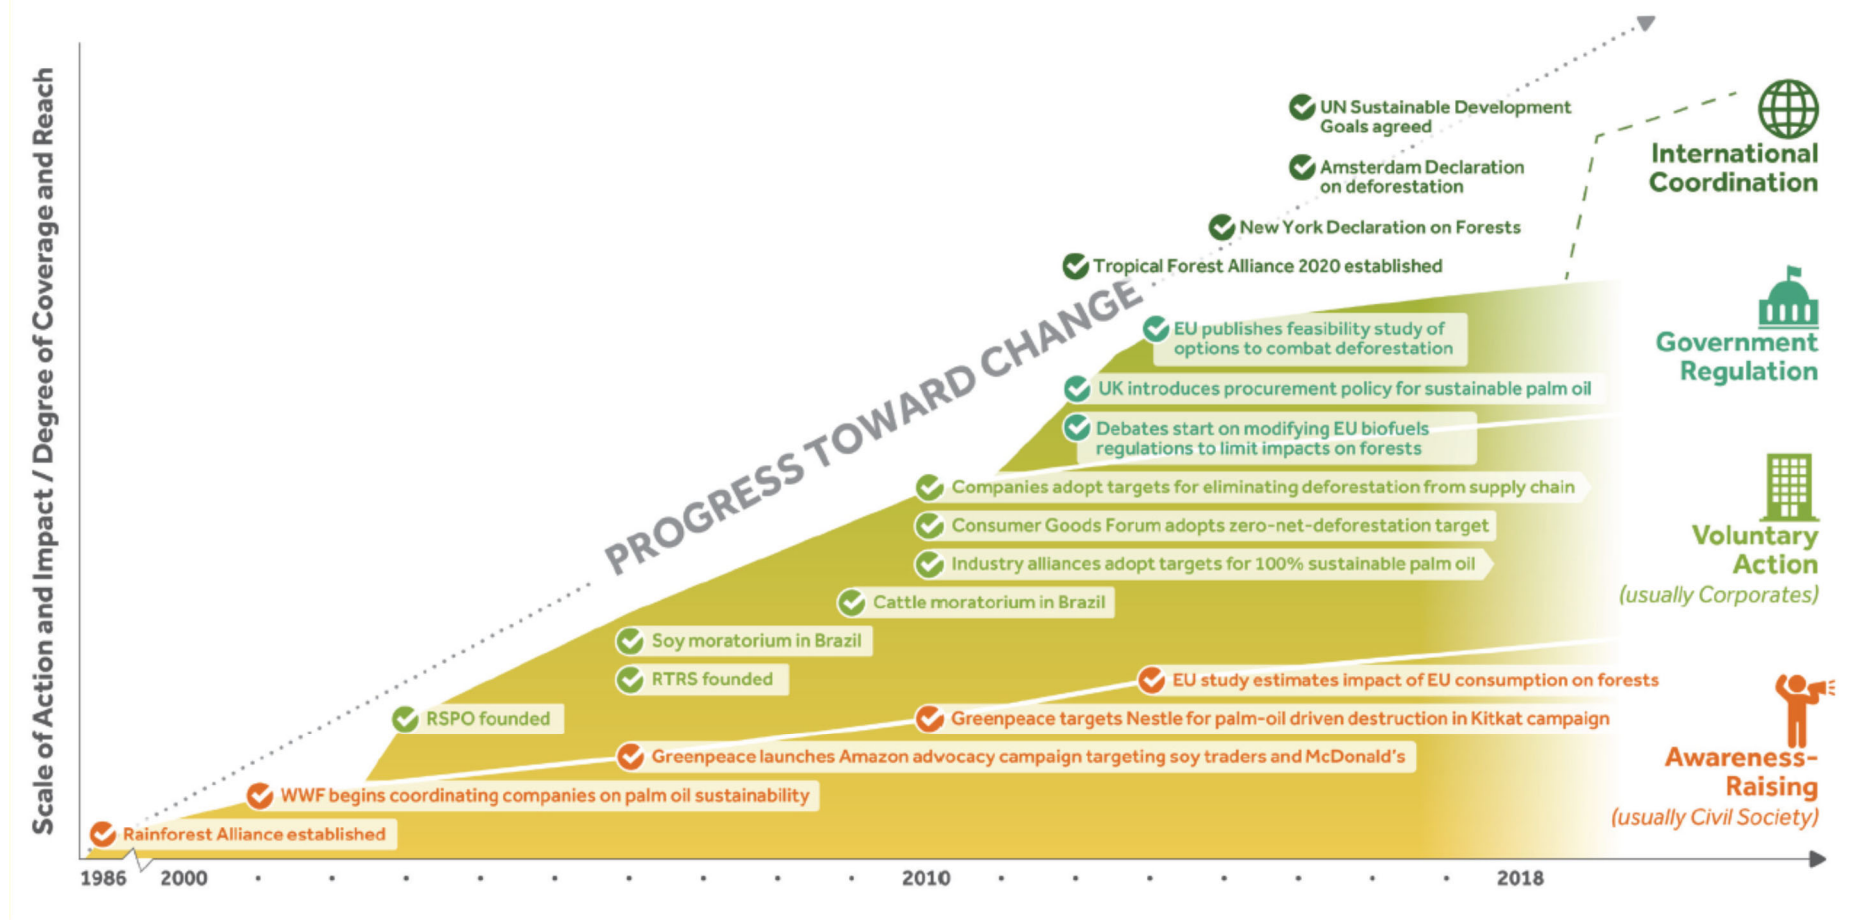 Scale of Action and Impact / Degree of Coverage and Reach
PROGRESS TOWARD CHANGE
UN Sustainable Development
Goals agreed
Amsterdam Declaration
on deforestation
New York Declaration on Forests
Tropical Forest Alliance 2020 established
EU publishes feasibility study of
options to combat deforestation
UK introduces procurement policy for sustainable palm oil
Debates start on modifying EU biofuels
regulations to limit impacts on forests
Companies adopt targets for eliminating deforestation from supply chain
Consumer Goods Forum adopts zero-net-deforestation target
Industry alliances adopt targets for 100% sustainable palm oil
Cattle moratorium in Brazil
Soy moratorium in Brazil
RTRS founded
EU study estimates impact of EU consumption on forests
RSPO founded
Greenpeace targets Nestle for palm-oil driven destruction in Kitkat campaign
Greenpeace launches Amazon advocacy campaign targeting soy traders and McDonald's
WWF begins coordinating companies on palm oil sustainability
Rainforest Alliance established
International
Coordination
Government
Regulation
Voluntary
Action
(usually Corporates)
Awareness-
Raising
(usually Civil Society)
1986 2000 2010 2018